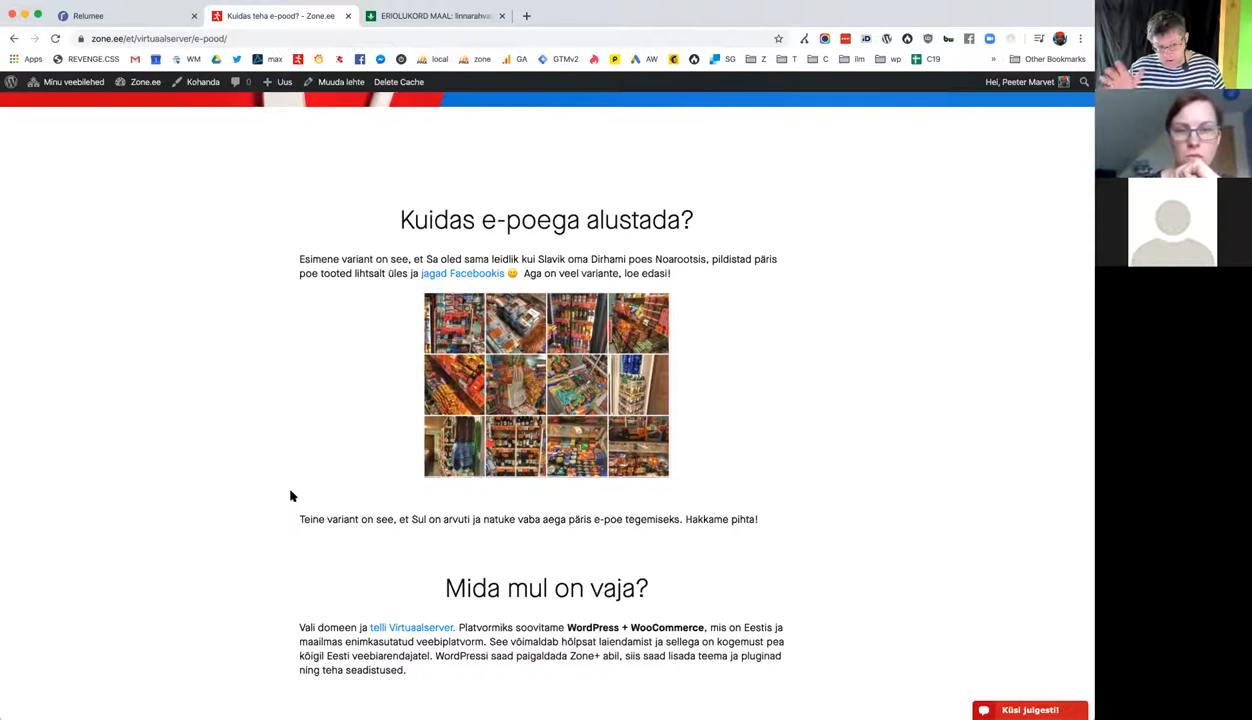 Relumee
Kuidas teha e-pood? - Zone.ee
ERIOLUKORD MAAL: linnarahva
zone.ee/et/virtuaalserver/e-pood/
Apps REVENGE.CSS WM max local zone GA GTMv2 AW SG Z T C ilm wp C19 » Other Bookmarks
Minu veebilehed Zone.ee Kohanda 0 Uus Muuda lehte Delete Cache Hei, Peeter Marvet
Kuidas e-poega alustada?
Esimene variant on see, et Sa oled sama leidlik kui Slavik oma Dirhami poes Noarootsis, pildistad päris
poe tooted lihtsalt üles ja jagad Facebookis 😀 Aga on veel variante, loe edasi!
Teine variant on see, et Sul on arvuti ja natuke vaba aega päris e-poe tegemiseks. Hakkame pihta!
Mida mul on vaja?
Vali domeen ja telli Virtuaalserver. Platvormiks soovitame WordPress + WooCommerce, mis on Eestis ja
maailmas enimkasutatud veebiplatvorm. See võimaldab hõlpsat laiendamist ja sellega on kogemust pea
kõigil Eesti veebiarendajatel. WordPressi saad paigaldada Zone+ abil, siis saad lisada teema ja pluginad
ning teha seadistused.
Küsi julgesti!